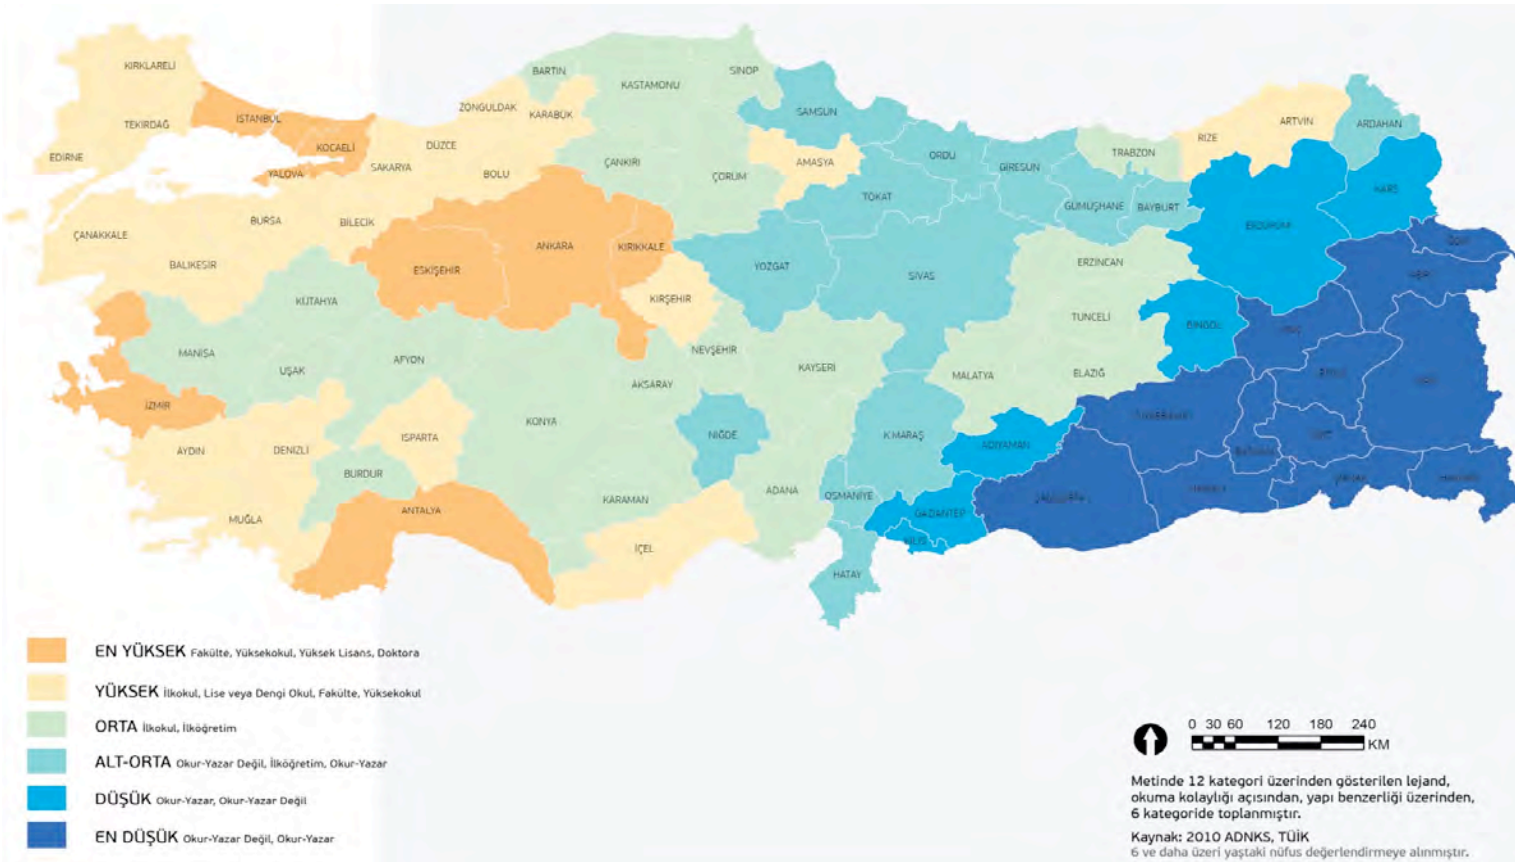 KIRKLARELİ
TEKİRDAĞ
EDİRNE
İSTANBUL
KOCAELİ
YALOVA
SAKARYA
DÜZCE
ZONGULDAK
BARTIN
KARABÜK
BOLU
KASTAMONU
SİNOP
ÇANKIRI
ÇORUM
SAMSUN
AMASYA
ORDU
TOKAT
GİRESUN
TRABZON
GÜMÜŞHANE
BAYBURT
RİZE
ARTVİN
ARDAHAN
KARS
ERZURUM
ÇANAKKALE
BALIKESİR
BURSA
BİLECİK
ESKİŞEHİR
ANKARA
KIRIKKALE
KIRŞEHİR
YOZGAT
SİVAS
ERZİNCAN
TUNCELİ
BİNGÖL
KÜTAHYA
MANİSA
UŞAK
AFYON
NEVŞEHİR
AKSARAY
KAYSERİ
MALATYA
ELAZIĞ
İZMİR
AYDIN
DENİZLİ
ISPARTA
BURDUR
KONYA
NİĞDE
K.MARAŞ
ADIYAMAN
MUĞLA
ANTALYA
KARAMAN
İÇEL
ADANA
OSMANİYE
GAZİANTEP
KİLİS
HATAY
EN YÜKSEK Fakülte, Yüksekokul, Yüksek Lisans, Doktora
YÜKSEK İlkokul, Lise veya Dengi Okul, Fakülte, Yüksekokul
ORTA İlkokul, İlköğretim
ALT-ORTA Okur-Yazar Değil, İlköğretim, Okur-Yazar
DÜŞÜK Okur-Yazar, Okur-Yazar Değil
EN DÜŞÜK Okur-Yazar Değil, Okur-Yazar
0 30 60 120 180 240
KM
Metinde 12 kategori üzerinden gösterilen lejand,
okuma kolaylığı açısından, yapı benzerliği üzerinden,
6 kategoride toplanmıştır.
Kaynak: 2010 ADNKS, TÜİK
6 ve daha üzeri yaştaki nüfus değerlendirmeye alınmıştır.